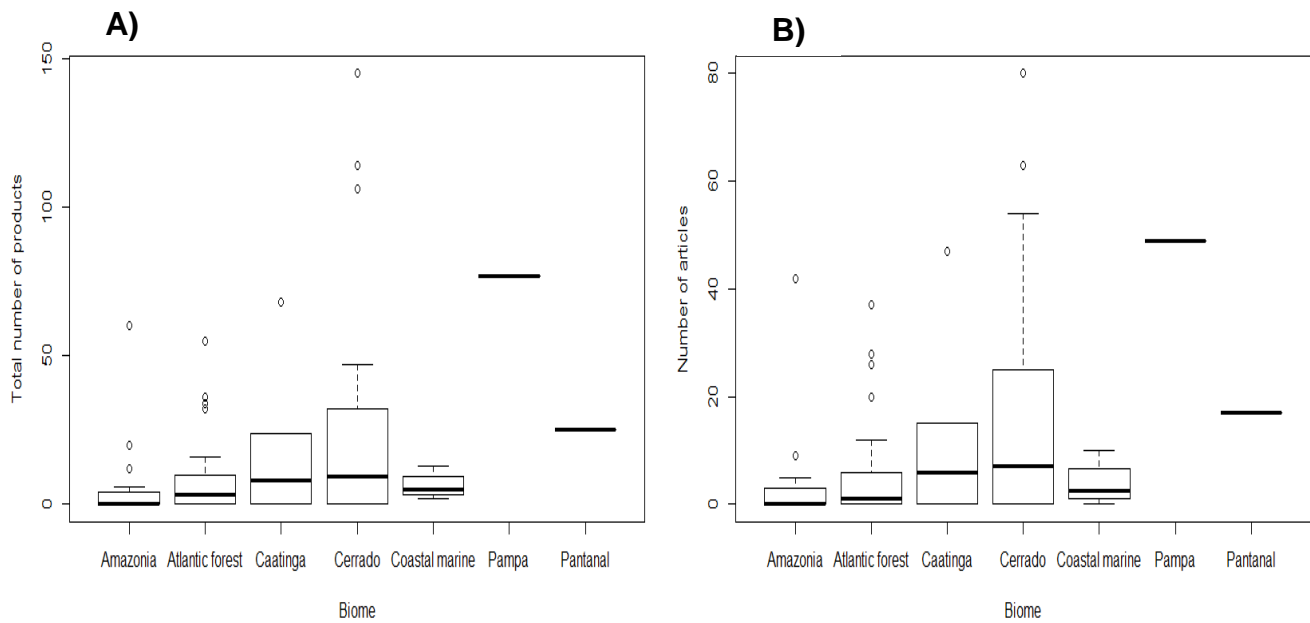 A)
Total number of products
150
100
50
0
Amazonia Atlantic forest Caatinga Cerrado Coastal marine Pampa Pantanal
Biome
B)
Number of articles
80
60
40
20
0
Amazonia Atlantic forest Caatinga Cerrado Coastal marine Pampa Pantanal
Biome